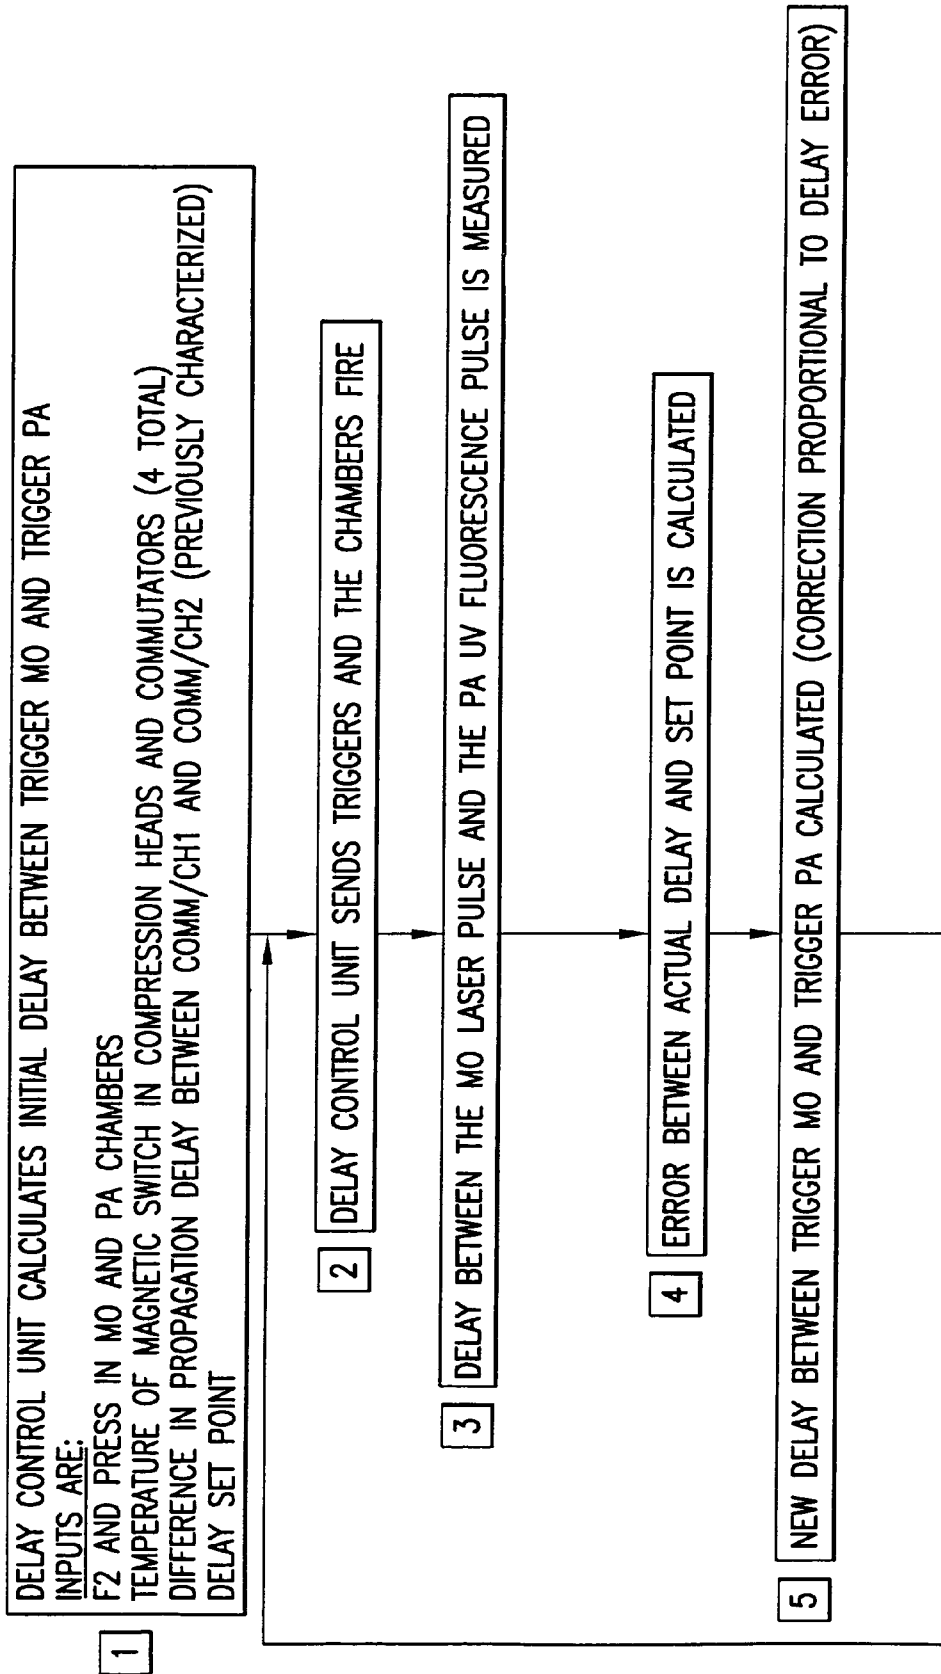 1
DELAY CONTROL UNIT CALCULATES INITIAL DELAY BETWEEN TRIGGER MO AND TRIGGER PA
INPUTS ARE:
F2 AND PRESS IN MO AND PA CHAMBERS
TEMPERATURE OF MAGNETIC SWITCH IN COMPRESSION HEADS AND COMMUTATORS (4 TOTAL)
DIFFERENCE IN PROPAGATION DELAY BETWEEN COMM/CH1 AND COMM/CH2 (PREVIOUSLY CHARACTERIZED)
DELAY SET POINT
2
DELAY CONTROL UNIT SENDS TRIGGERS AND THE CHAMBERS FIRE
3
DELAY BETWEEN THE MO LASER PULSE AND THE PA UV FLUORESCENCE PULSE IS MEASURED
4
ERROR BETWEEN ACTUAL DELAY AND SET POINT IS CALCULATED
5
NEW DELAY BETWEEN TRIGGER MO AND TRIGGER PA CALCULATED (CORRECTION PROPORTIONAL TO DELAY ERROR)